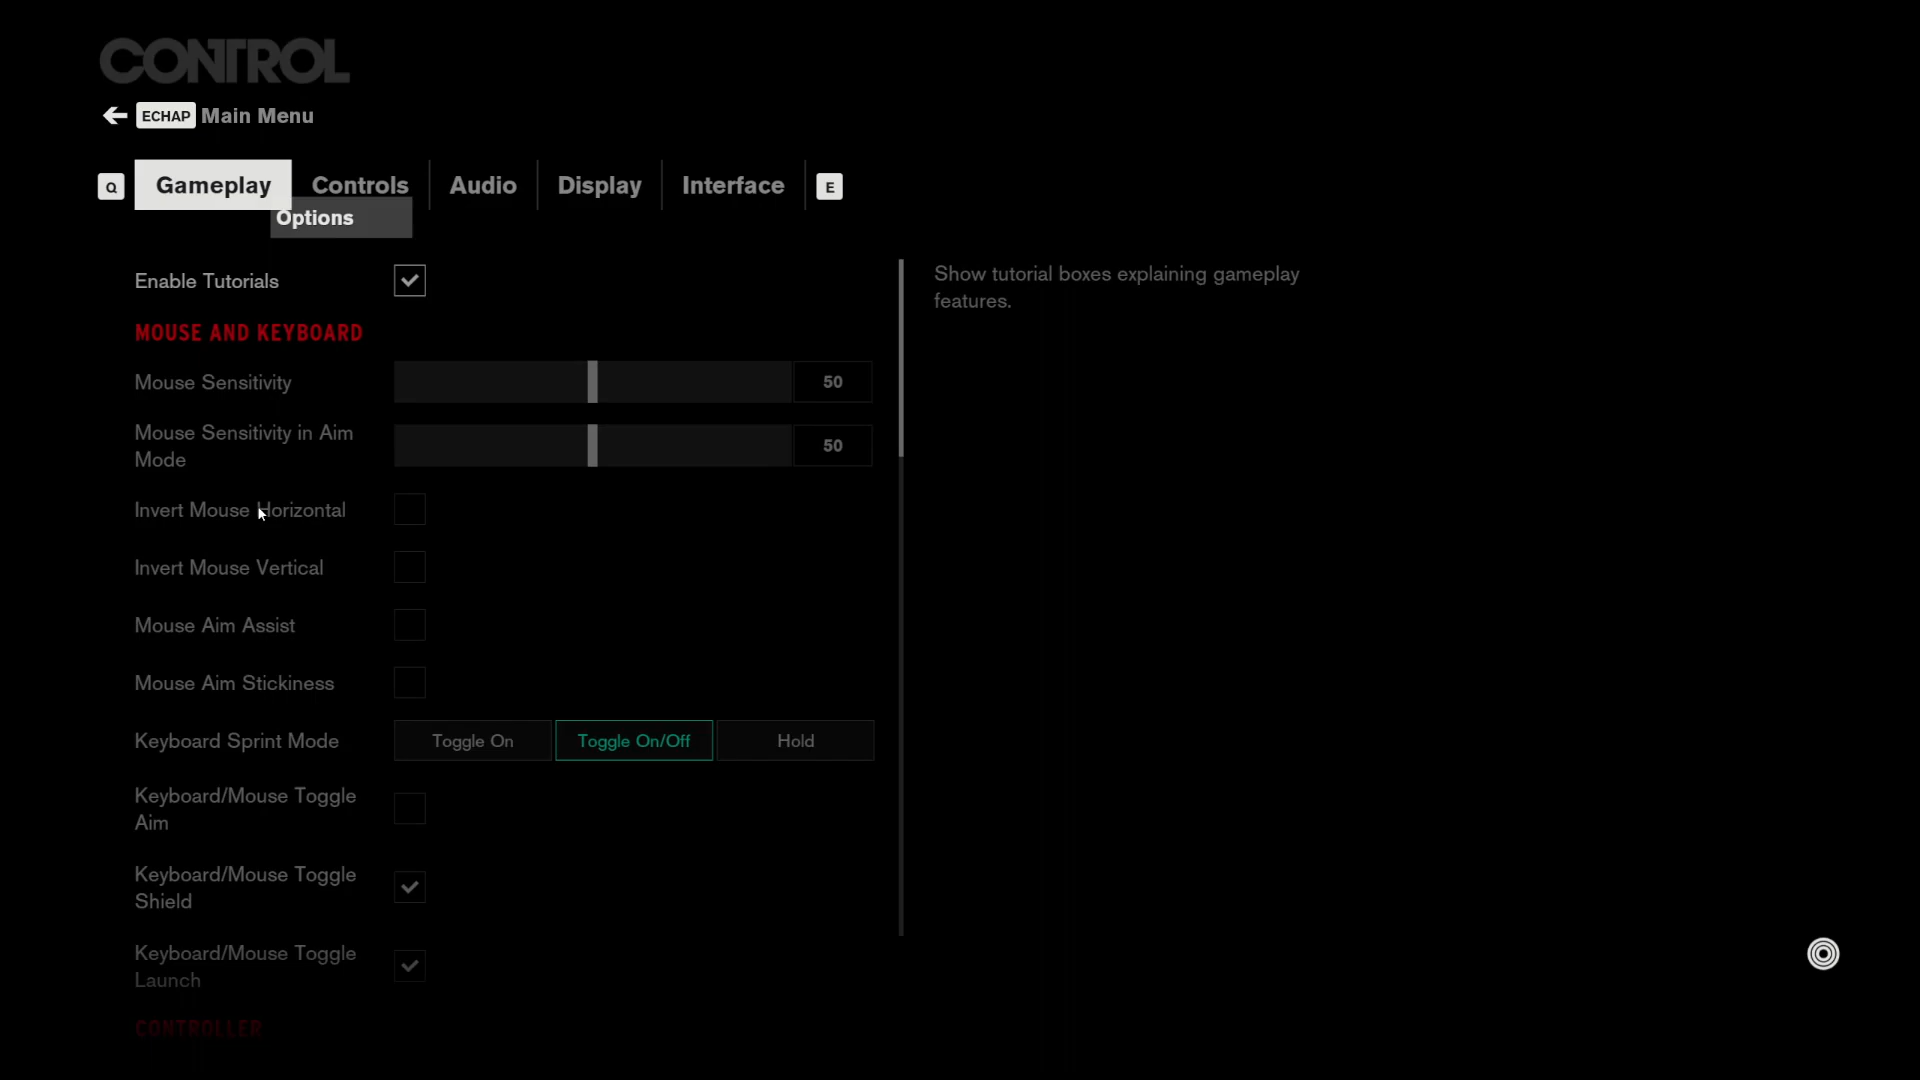 CONTROL
ECHAP Main Menu
Q Gameplay Controls Audio Display Interface E
Options
Enable Tutorials
Show tutorial boxes explaining gameplay
features.
MOUSE AND KEYBOARD
Mouse Sensitivity 50
Mouse Sensitivity in Aim
Mode
50
Invert Mouse Horizontal
Invert Mouse Vertical
Mouse Aim Assist
Mouse Aim Stickiness
Keyboard Sprint Mode Toggle On Toggle On/Off Hold
Keyboard/Mouse Toggle
Aim
Keyboard/Mouse Toggle
Shield
Keyboard/Mouse Toggle
Launch
CONTROLLER